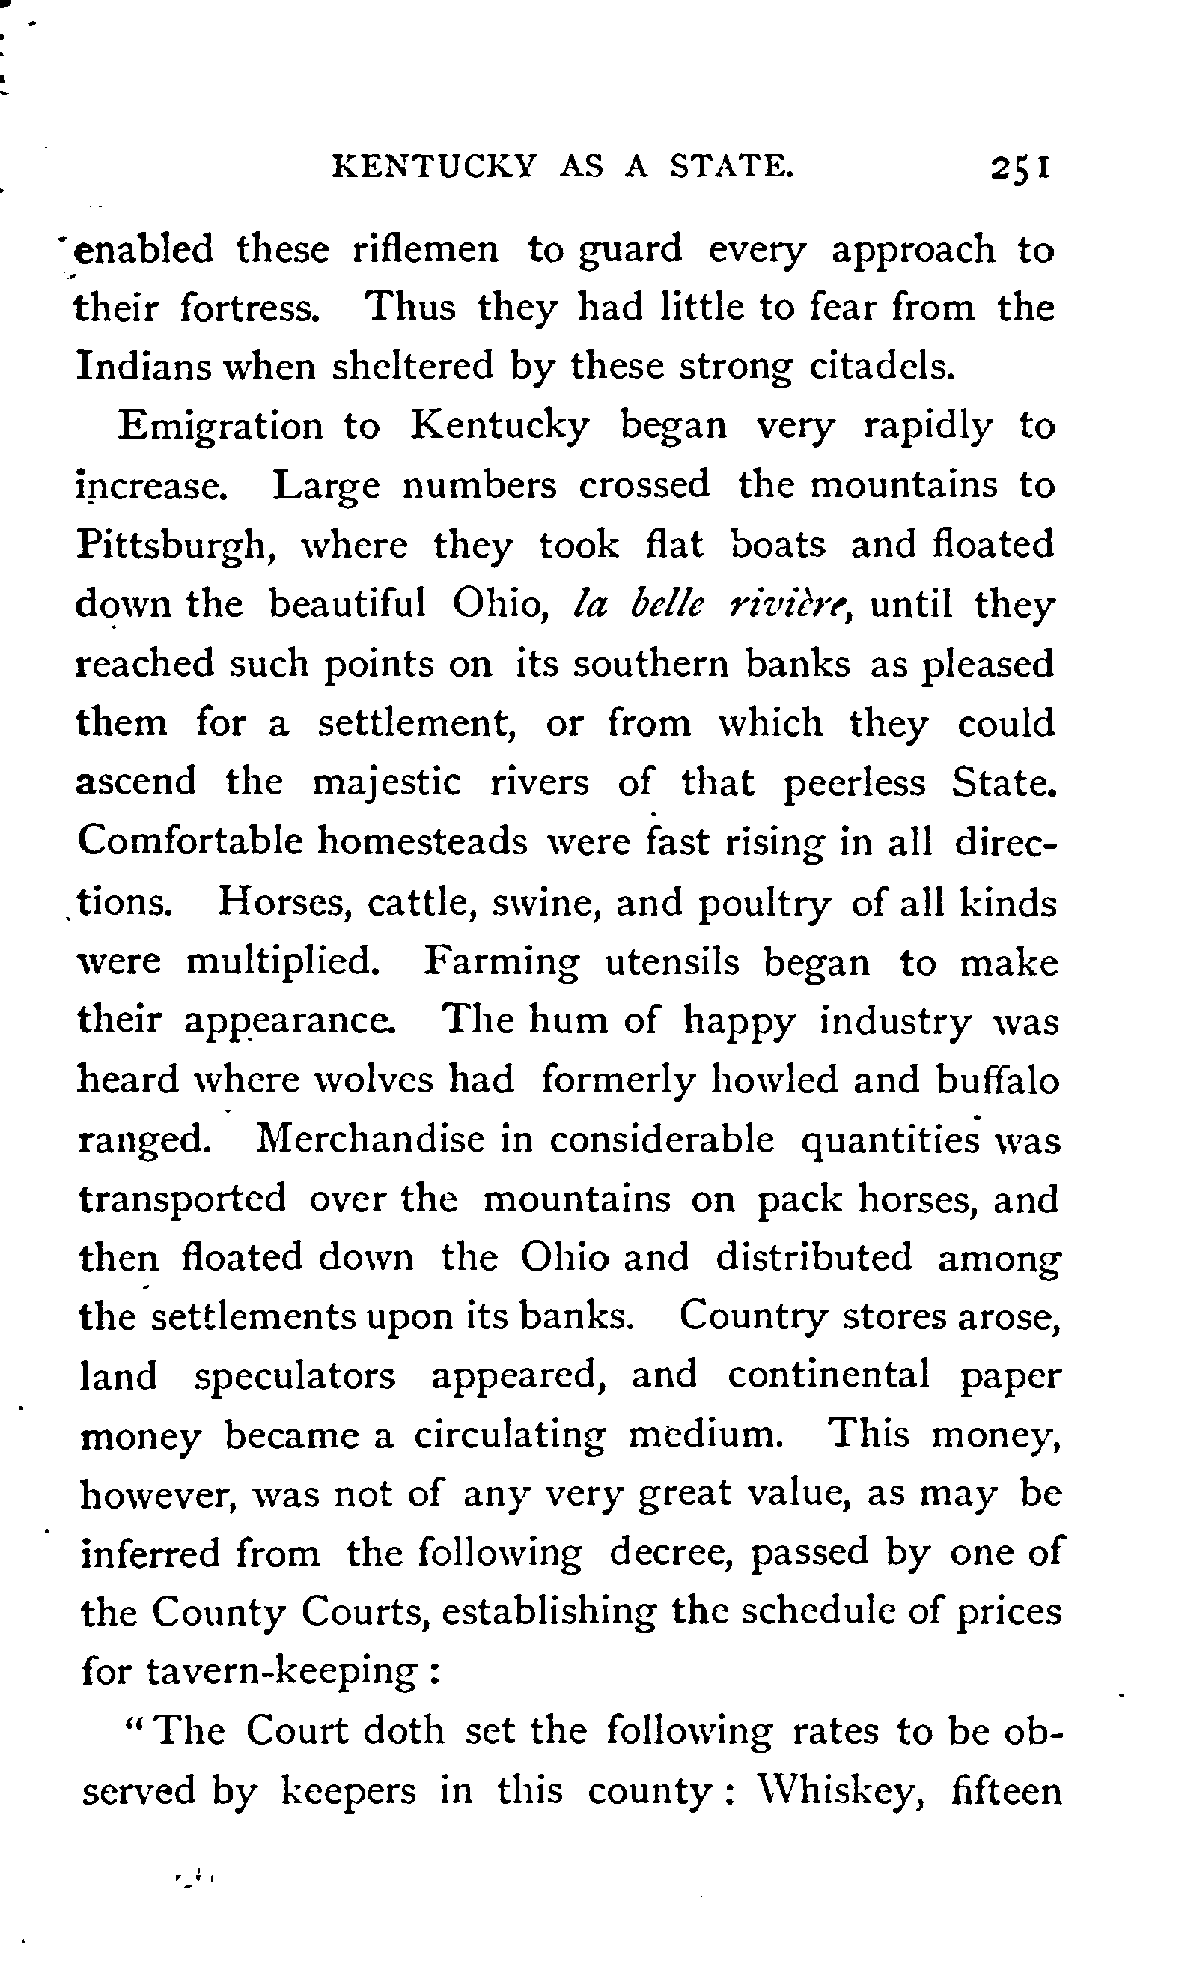 KENTUCKY AS A STATE. 251
enabled these riflemen to guard every approach to
their fortress. Thus they had little to fear from the
Indians when sheltered by these strong citadels.
Emigration to Kentucky began very rapidly to
increase. Large numbers crossed the mountains to
Pittsburgh, where they took flat boats and floated
down the beautiful Ohio, la belle rivière, until they
reached such points on its southern banks as pleased
them for a settlement, or from which they could
ascend the majestic rivers of that peerless State.
Comfortable homesteads were fast rising in all direc-
tions. Horses, cattle, swine, and poultry of all kinds
were multiplied. Farming utensils began to make
their appearance. The hum of happy industry was
heard where wolves had formerly howled and buffalo
ranged. Merchandise in considerable quantities was
transported over the mountains on pack horses, and
then floated down the Ohio and distributed among
the settlements upon its banks. Country stores arose,
land speculators appeared, and continental paper
money became a circulating medium. This money,
however, was not of any very great value, as may be
inferred from the following decree, passed by one of
the County Courts, establishing the schedule of prices
for tavern-keeping :
“ The Court doth set the following rates to be ob-
served by keepers in this county : Whiskey, fifteen